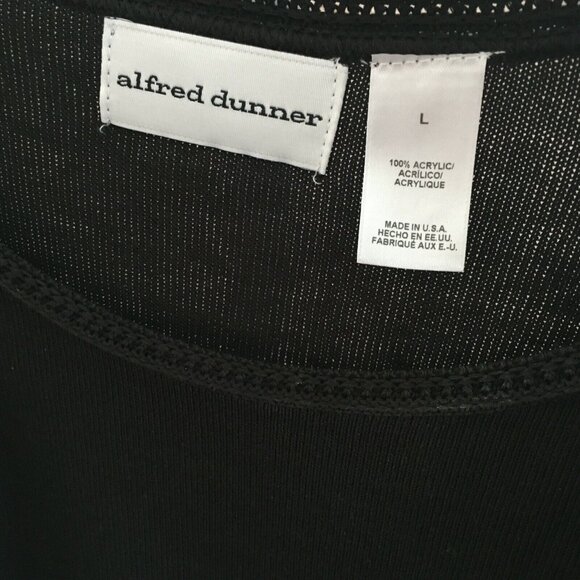 alfred dunner
L
100% ACRYLIC/
ACRÍLICO/
ACRYLIQUE
MADE IN U.S.A.
HECHO EN EE.UU.
FABRIQUÉ AUX E.-U.